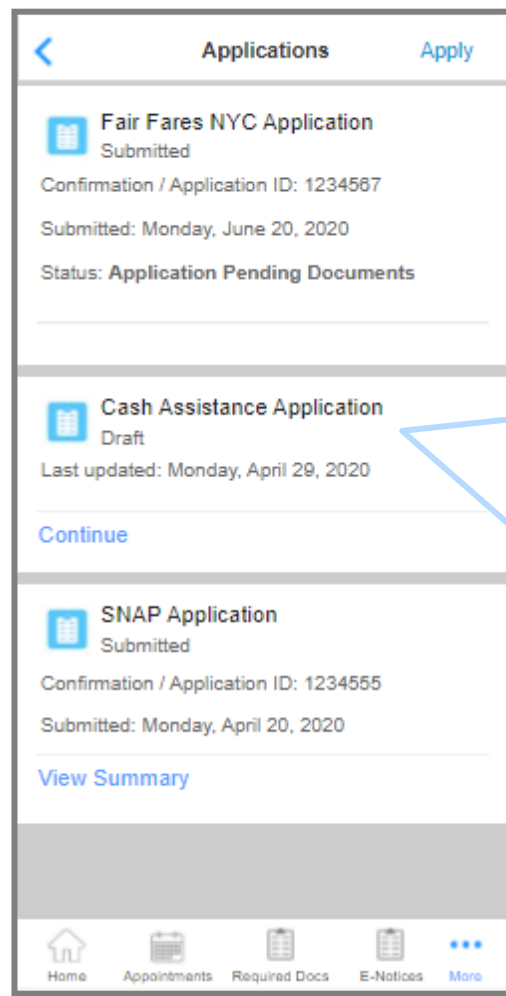 Applications Apply
Fair Fares NYC Application
Submitted
Confirmation / Application ID: 1234567
Submitted: Monday, June 20, 2020
Status: Application Pending Documents
Cash Assistance Application
Draft
Last updated: Monday, April 29, 2020
Continue
SNAP Application
Submitted
Confirmation / Application ID: 1234555
Submitted: Monday, April 20, 2020
View Summary
Home Appointments Required Docs E-Notices More